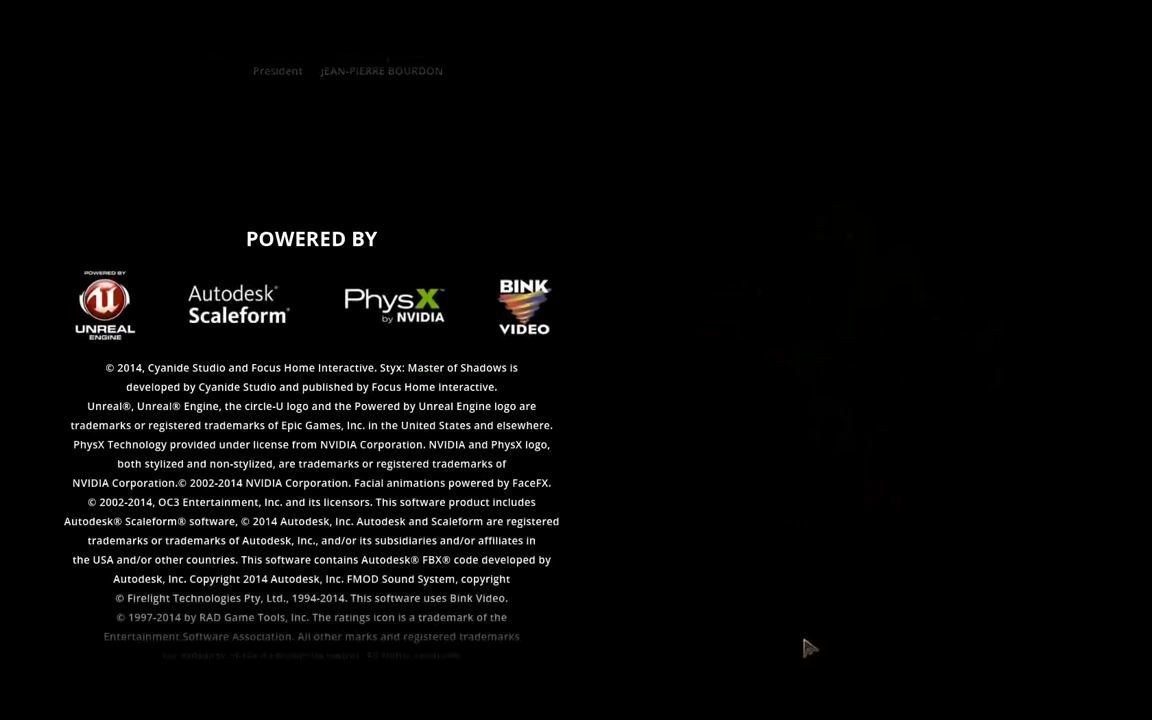 President JEAN-PIERRE BOURDON
POWERED BY
POWERED BY
UNREAL
ENGINE
Autodesk®
Scaleform®
PhysX™
by NVIDIA
BINK
VIDEO
© 2014, Cyanide Studio and Focus Home Interactive. Styx: Master of Shadows is
developed by Cyanide Studio and published by Focus Home Interactive.
Unreal®, Unreal® Engine, the circle-U logo and the Powered by Unreal Engine logo are
trademarks or registered trademarks of Epic Games, Inc. in the United States and elsewhere.
PhysX Technology provided under license from NVIDIA Corporation. NVIDIA and PhysX logo,
both stylized and non-stylized, are trademarks or registered trademarks of
NVIDIA Corporation.© 2002-2014 NVIDIA Corporation. Facial animations powered by FaceFX.
© 2002-2014, OC3 Entertainment, Inc. and its licensors. This software product includes
Autodesk® Scaleform® software, © 2014 Autodesk, Inc. Autodesk and Scaleform are registered
trademarks or trademarks of Autodesk, Inc., and/or its subsidiaries and/or affiliates in
the USA and/or other countries. This software contains Autodesk® FBX® code developed by
Autodesk, Inc. Copyright 2014 Autodesk, Inc. FMOD Sound System, copyright
© Firelight Technologies Pty, Ltd., 1994-2014. This software uses Bink Video.
© 1997-2014 by RAD Game Tools, Inc. The ratings icon is a trademark of the
Entertainment Software Association. All other marks and registered trademarks